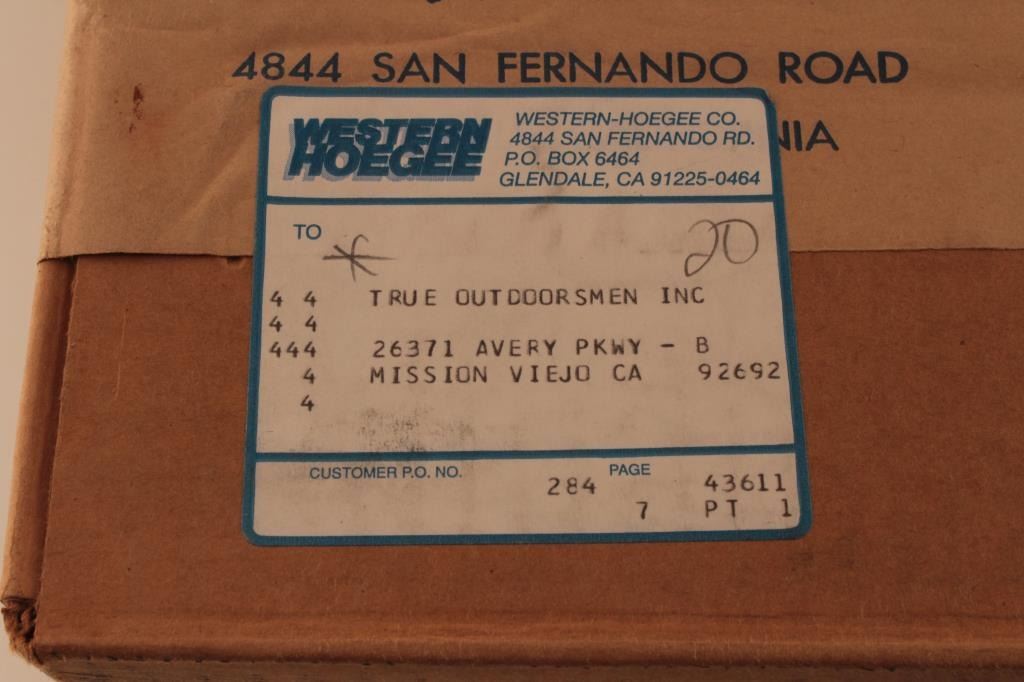 4844 SAN FERNANDO ROAD
NIA
WESTERN
HOEGEE
WESTERN-HOEGEE CO.
4844 SAN FERNANDO RD.
P.O. BOX 6464
GLENDALE, CA 91225-0464
TO
20
4 4 TRUE OUTDOORSMEN INC
4 4
444 26371 AVERY PKWY - B
4 MISSION VIEJO CA 92692
4
CUSTOMER P.O. NO. 284 PAGE 43611
7 PT 1